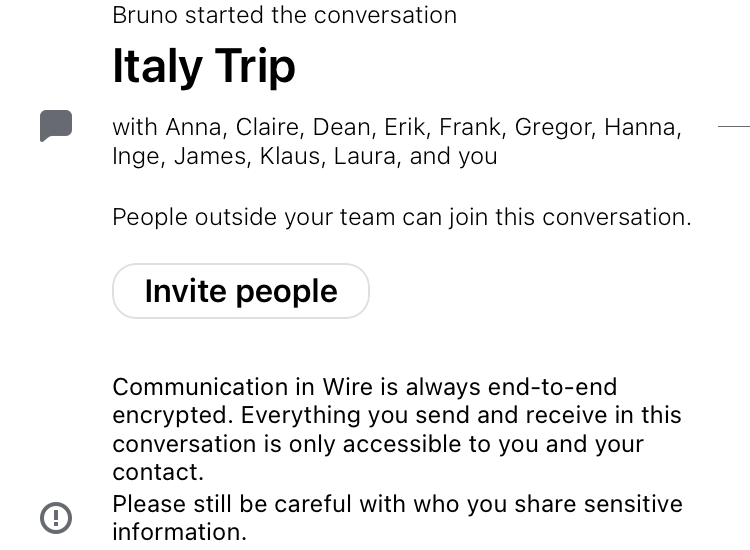 Bruno started the conversation
Italy Trip
with Anna, Claire, Dean, Erik, Frank, Gregor, Hanna,
Inge, James, Klaus, Laura, and you
People outside your team can join this conversation.
Invite people
Communication in Wire is always end-to-end
encrypted. Everything you send and receive in this
conversation is only accessible to you and your
contact.
Please still be careful with who you share sensitive
information.